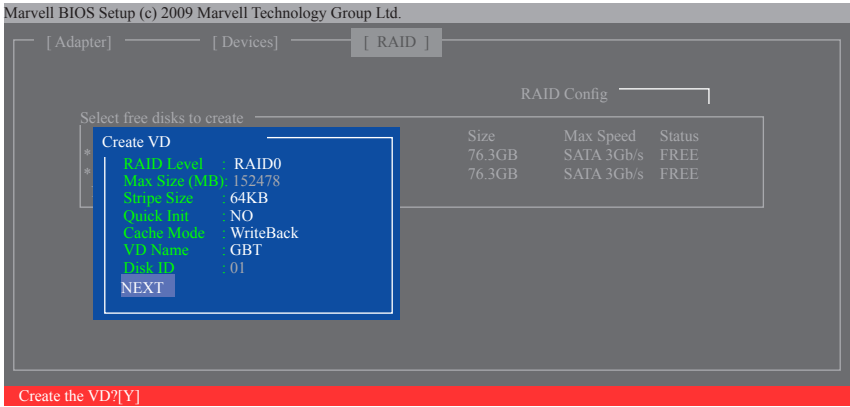 Marvell BIOS Setup (c) 2009 Marvell Technology Group Ltd.
[ Adapter] [ Devices] [ RAID ]
RAID Config
Select free disks to create
Size Max Speed Status
* 76.3GB SATA 3Gb/s FREE
* 76.3GB SATA 3Gb/s FREE
Create VD
RAID Level : RAID0
Max Size (MB): 152478
Stripe Size : 64KB
Quick Init : NO
Cache Mode : WriteBack
VD Name : GBT
Disk ID : 01
NEXT
Create the VD?[Y]